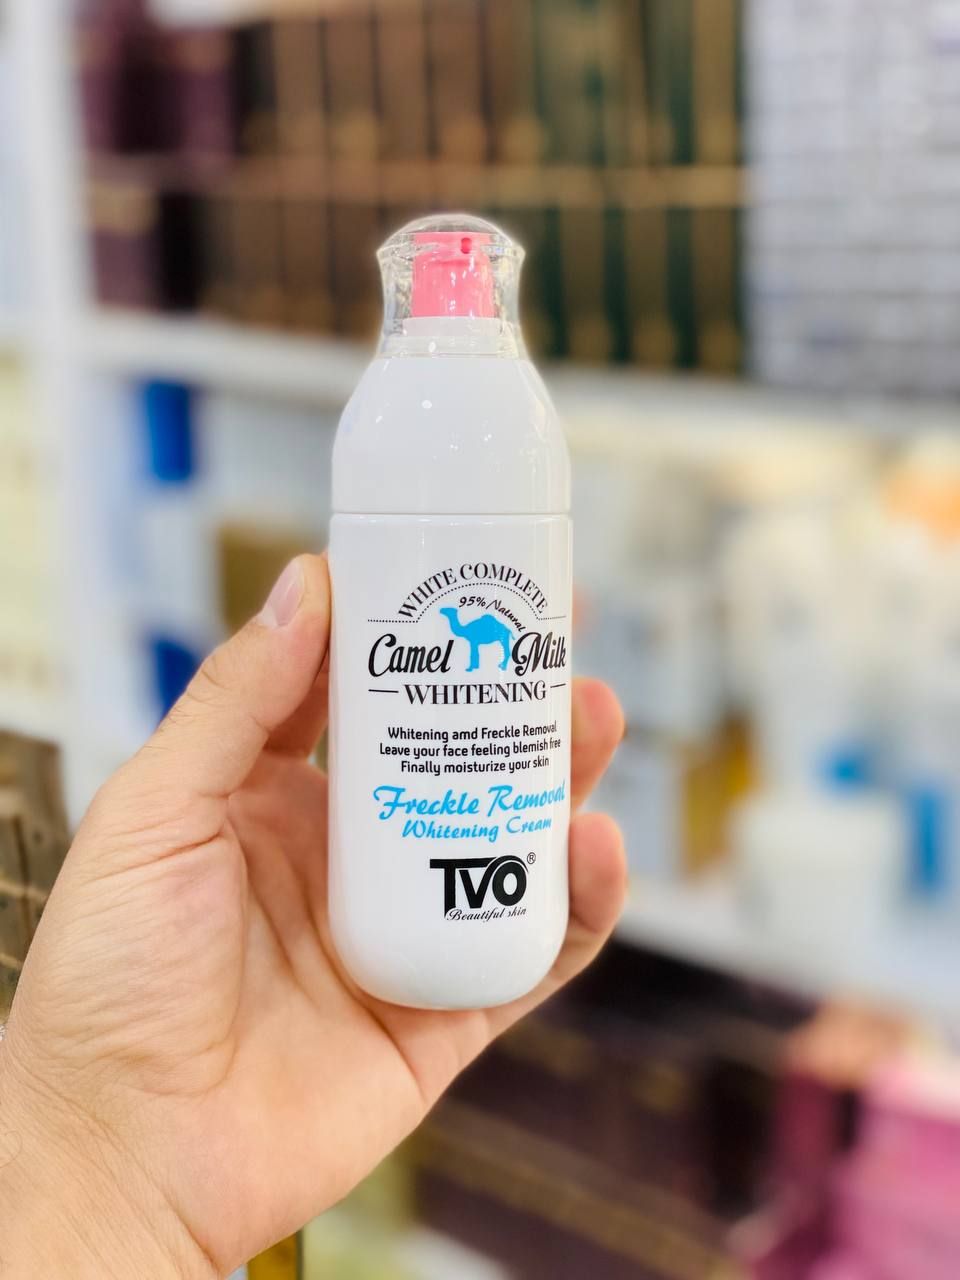 WHITE COMPLETE
95% Natural
Camel Milk
WHITENING
Whitening amd Freckle Removal
Leave your face feeling blemish free
Finally moisturize your skin
Freckle Removal
Whitening Cream
TVO®
Beautiful skin